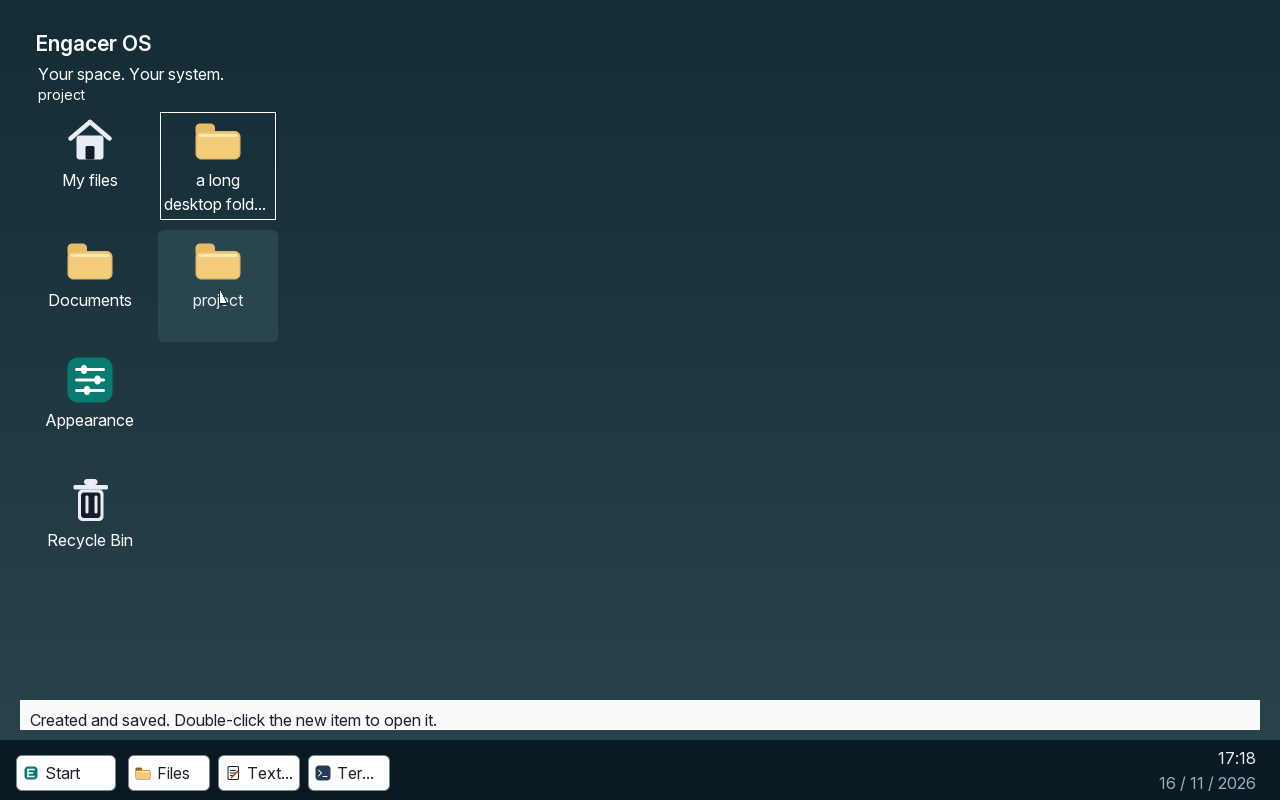 Engacer OS
Your space. Your system.
project
My files
a long
desktop fold...
Documents
project
Appearance
Recycle Bin
Created and saved. Double-click the new item to open it.
Start
Files
Text...
Ter...
17:18
16 / 11 / 2026